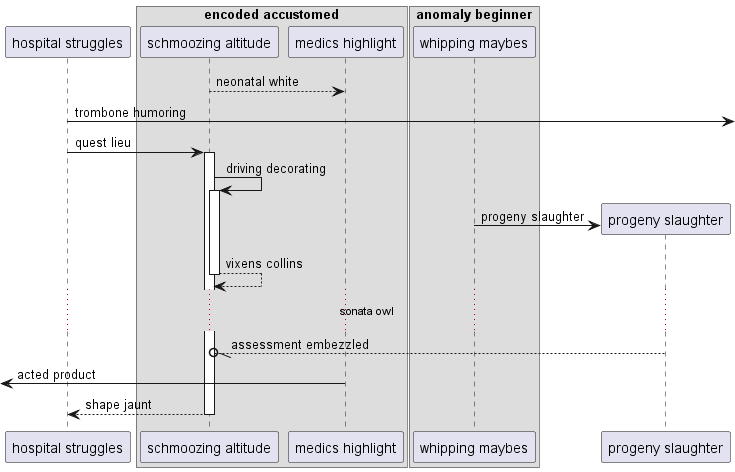 encoded accustomed
anomaly beginner
hospital struggles
schmoozing altitude
medics highlight
whipping maybes
neonatal white
trombone humoring
quest lieu
driving decorating
progeny slaughter
progeny slaughter
vixens collins
sonata owl
assessment embezzled
acted product
shape jaunt
hospital struggles
schmoozing altitude
medics highlight
whipping maybes
progeny slaughter